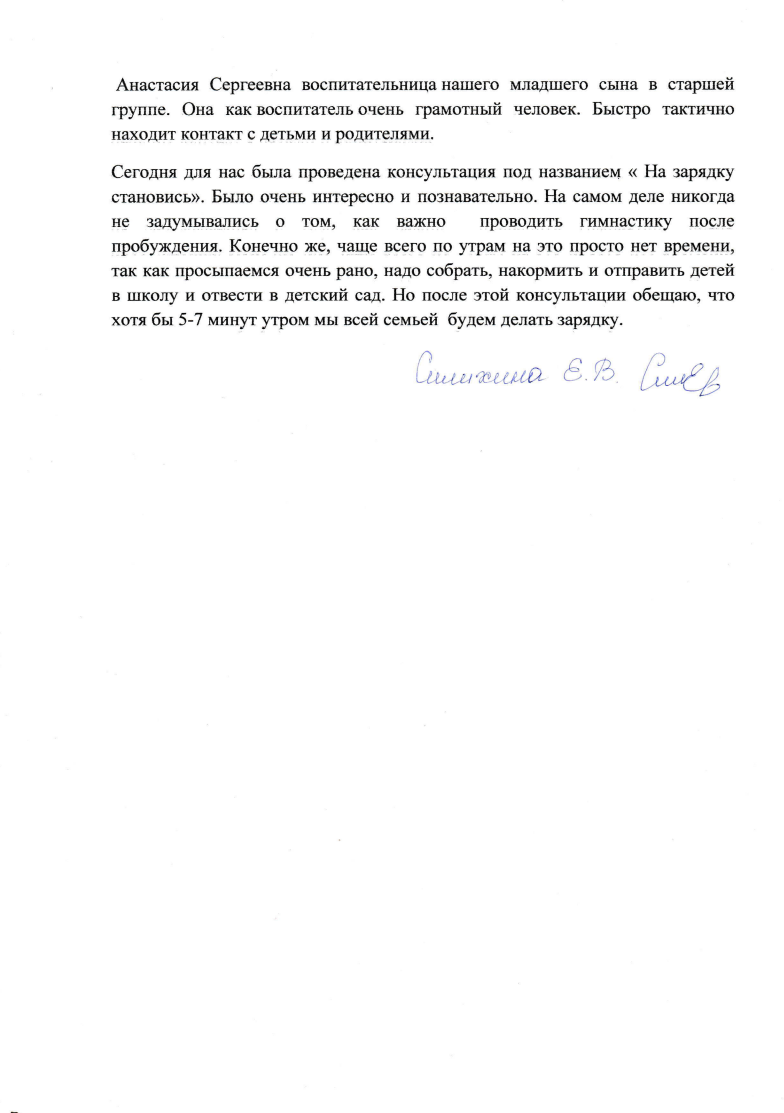 Анастасия Сергеевна воспитательница нашего младшего сына в старшей
группе. Она как воспитатель очень грамотный человек. Быстро тактично
находит контакт с детьми и родителями.
Сегодня для нас была проведена консультация под названием « На зарядку
становись». Было очень интересно и познавательно. На самом деле никогда
не задумывались о том, как важно проводить гимнастику после
пробуждения. Конечно же, чаще всего по утрам на это просто нет времени,
так как просыпаемся очень рано, надо собрать, накормить и отправить детей
в школу и отвести в детский сад. Но после этой консультации обещаю, что
хотя бы 5-7 минут утром мы всей семьей будем делать зарядку.
Е.В.